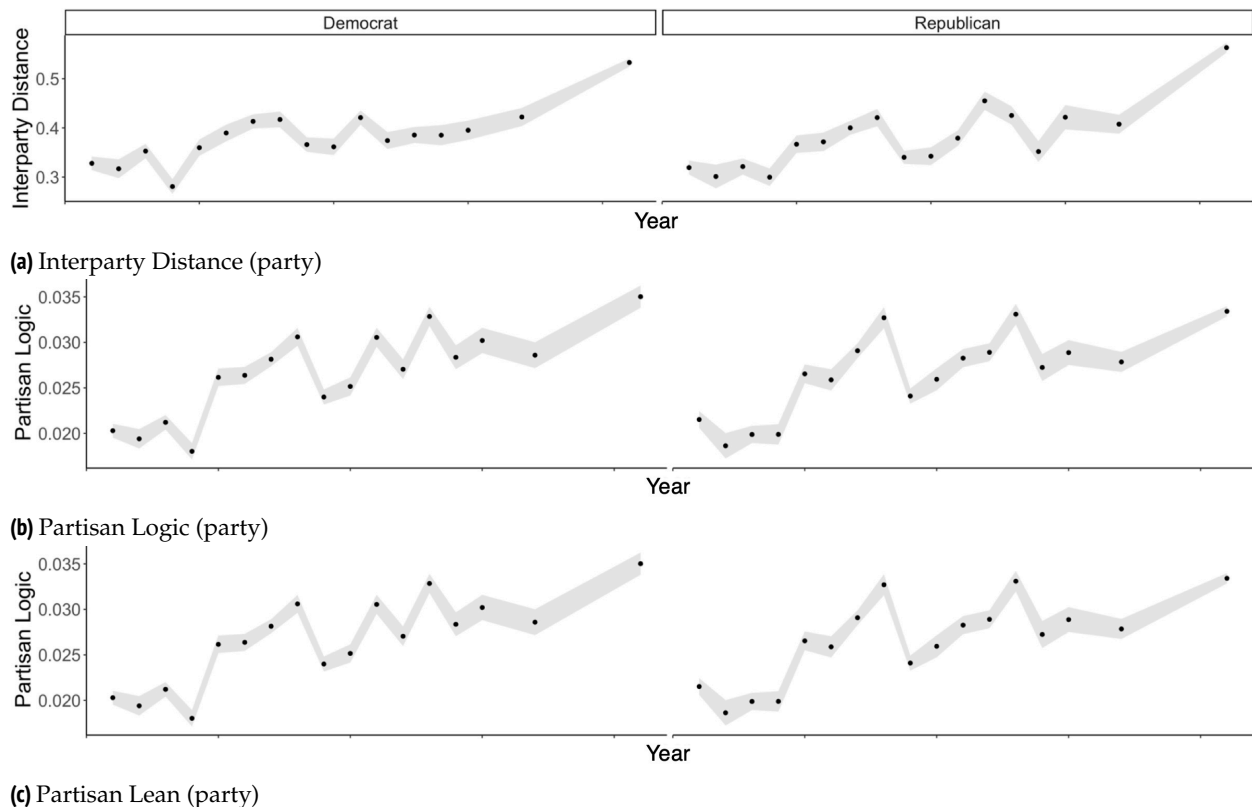 Democrat Republican
Interparty Distance
0.5
0.4
0.3
Year
(a) Interparty Distance (party)
Partisan Logic
0.035
0.030
0.025
0.020
Year
(b) Partisan Logic (party)
Partisan Logic
0.035
0.030
0.025
0.020
Year
(c) Partisan Lean (party)